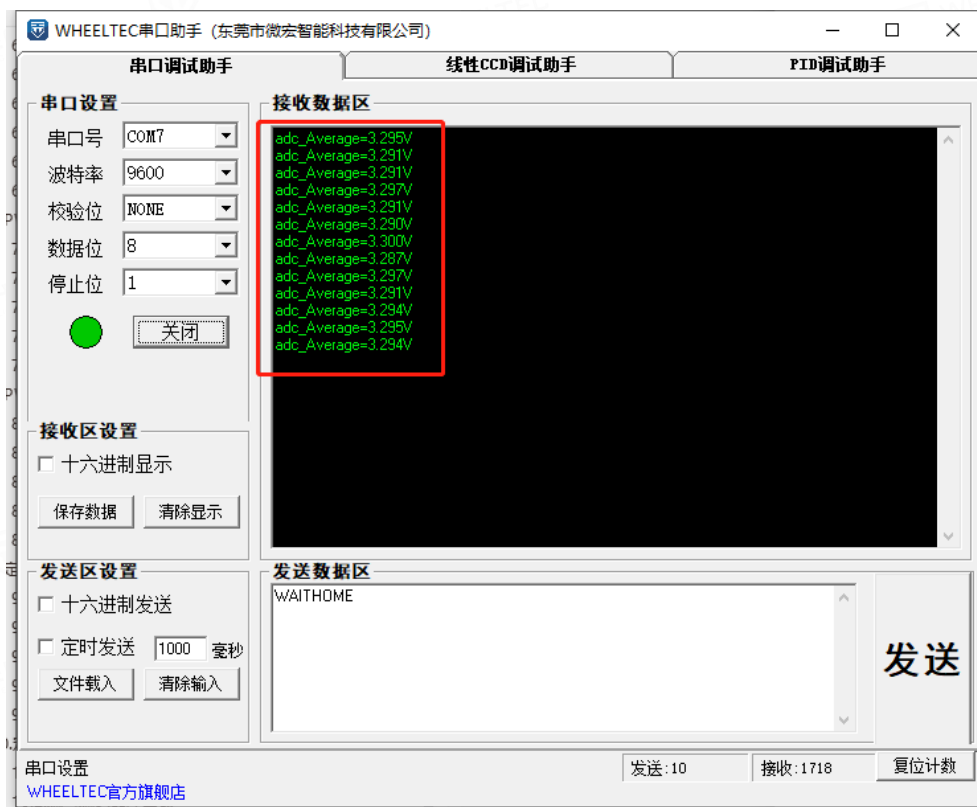 WHEELTEC串口助手 (东莞市微宏智能科技有限公司)
串口调试助手
线性CCD调试助手
PID调试助手
串口设置
串口号 COM7
波特率 9600
校验位 NONE
数据位 8
停止位 1
关闭
接收区设置
十六进制显示
保存数据 清除显示
发送区设置
十六进制发送
定时发送 1000 毫秒
文件载入 清除输入
接收数据区
adc_Average=3.295V
adc_Average=3.291V
adc_Average=3.291V
adc_Average=3.297V
adc_Average=3.291V
adc_Average=3.290V
adc_Average=3.300V
adc_Average=3.287V
adc_Average=3.297V
adc_Average=3.291V
adc_Average=3.294V
adc_Average=3.295V
adc_Average=3.294V
发送数据区
WAITHOME
发送
串口设置
发送:10
接收:1718
复位计数
WHEELTEC官方旗舰店